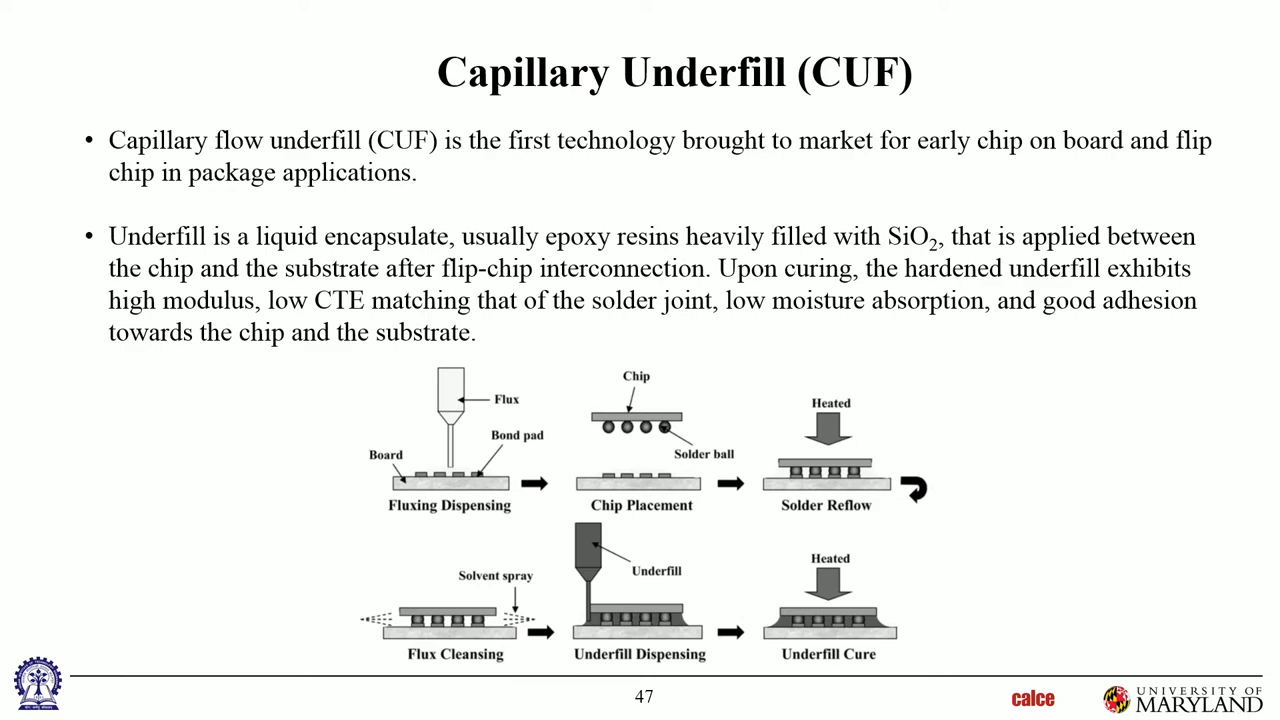 Capillary Underfill (CUF)
• Capillary flow underfill (CUF) is the first technology brought to market for early chip on board and flip
chip in package applications.
• Underfill is a liquid encapsulate, usually epoxy resins heavily filled with SiO₂, that is applied between
the chip and the substrate after flip-chip interconnection. Upon curing, the hardened underfill exhibits
high modulus, low CTE matching that of the solder joint, low moisture absorption, and good adhesion
towards the chip and the substrate.
Flux
Bond pad
Board
Fluxing Dispensing
Chip
Solder ball
Chip Placement
Heated
Solder Reflow
Solvent spray
Flux Cleansing
Underfill
Underfill Dispensing
Heated
Underfill Cure
47
calce
UNIVERSITY OF
MARYLAND